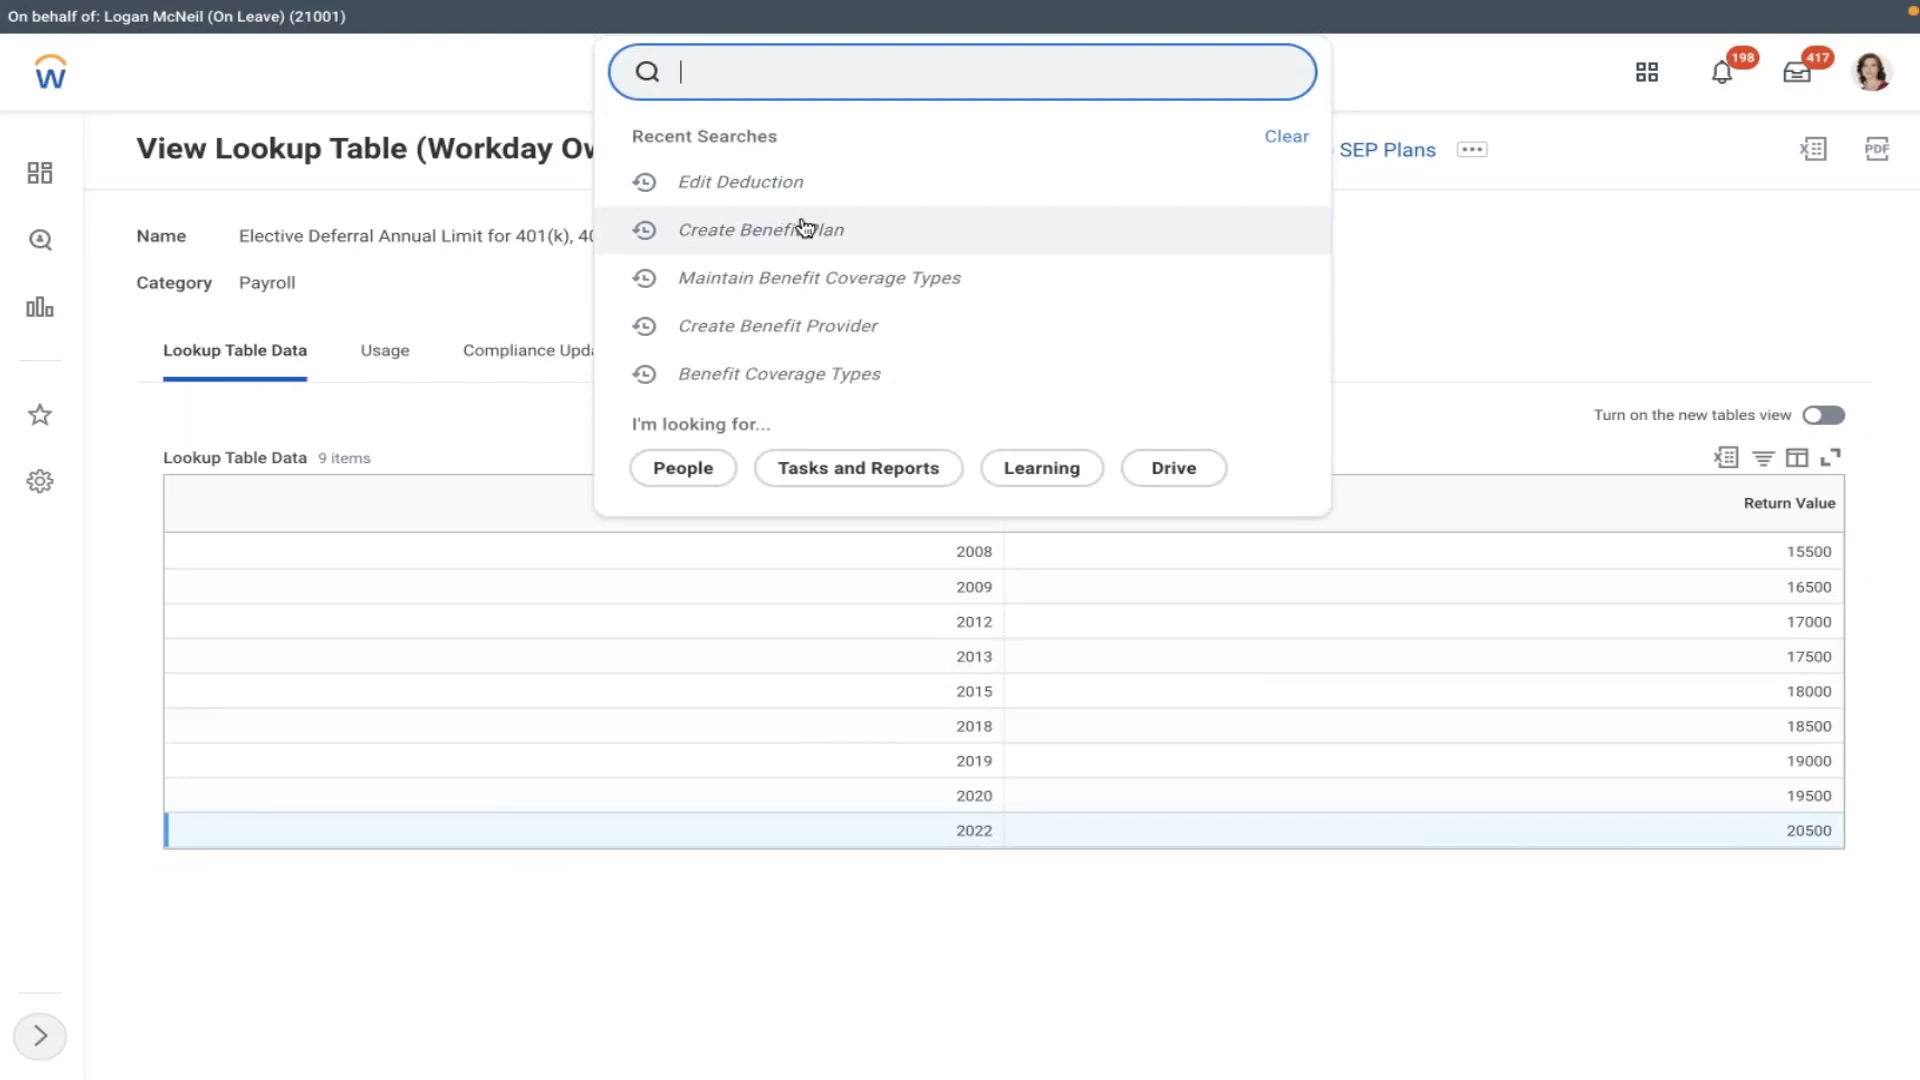 On behalf of: Logan McNeil (On Leave) (21001)
W
198
417
View Lookup Table (Workday Ow
SEP Plans
PDF
Recent Searches
Clear
Edit Deduction
Create Benefit Plan
Maintain Benefit Coverage Types
Create Benefit Provider
Benefit Coverage Types
I'm looking for...
People
Tasks and Reports
Learning
Drive
Name
Elective Deferral Annual Limit for 401(k), 40
Category
Payroll
Lookup Table Data
Usage
Compliance Upda
Turn on the new tables view
Lookup Table Data 9 items
Return Value
2008 15500
2009 16500
2012 17000
2013 17500
2015 18000
2018 18500
2019 19000
2020 19500
2022 20500